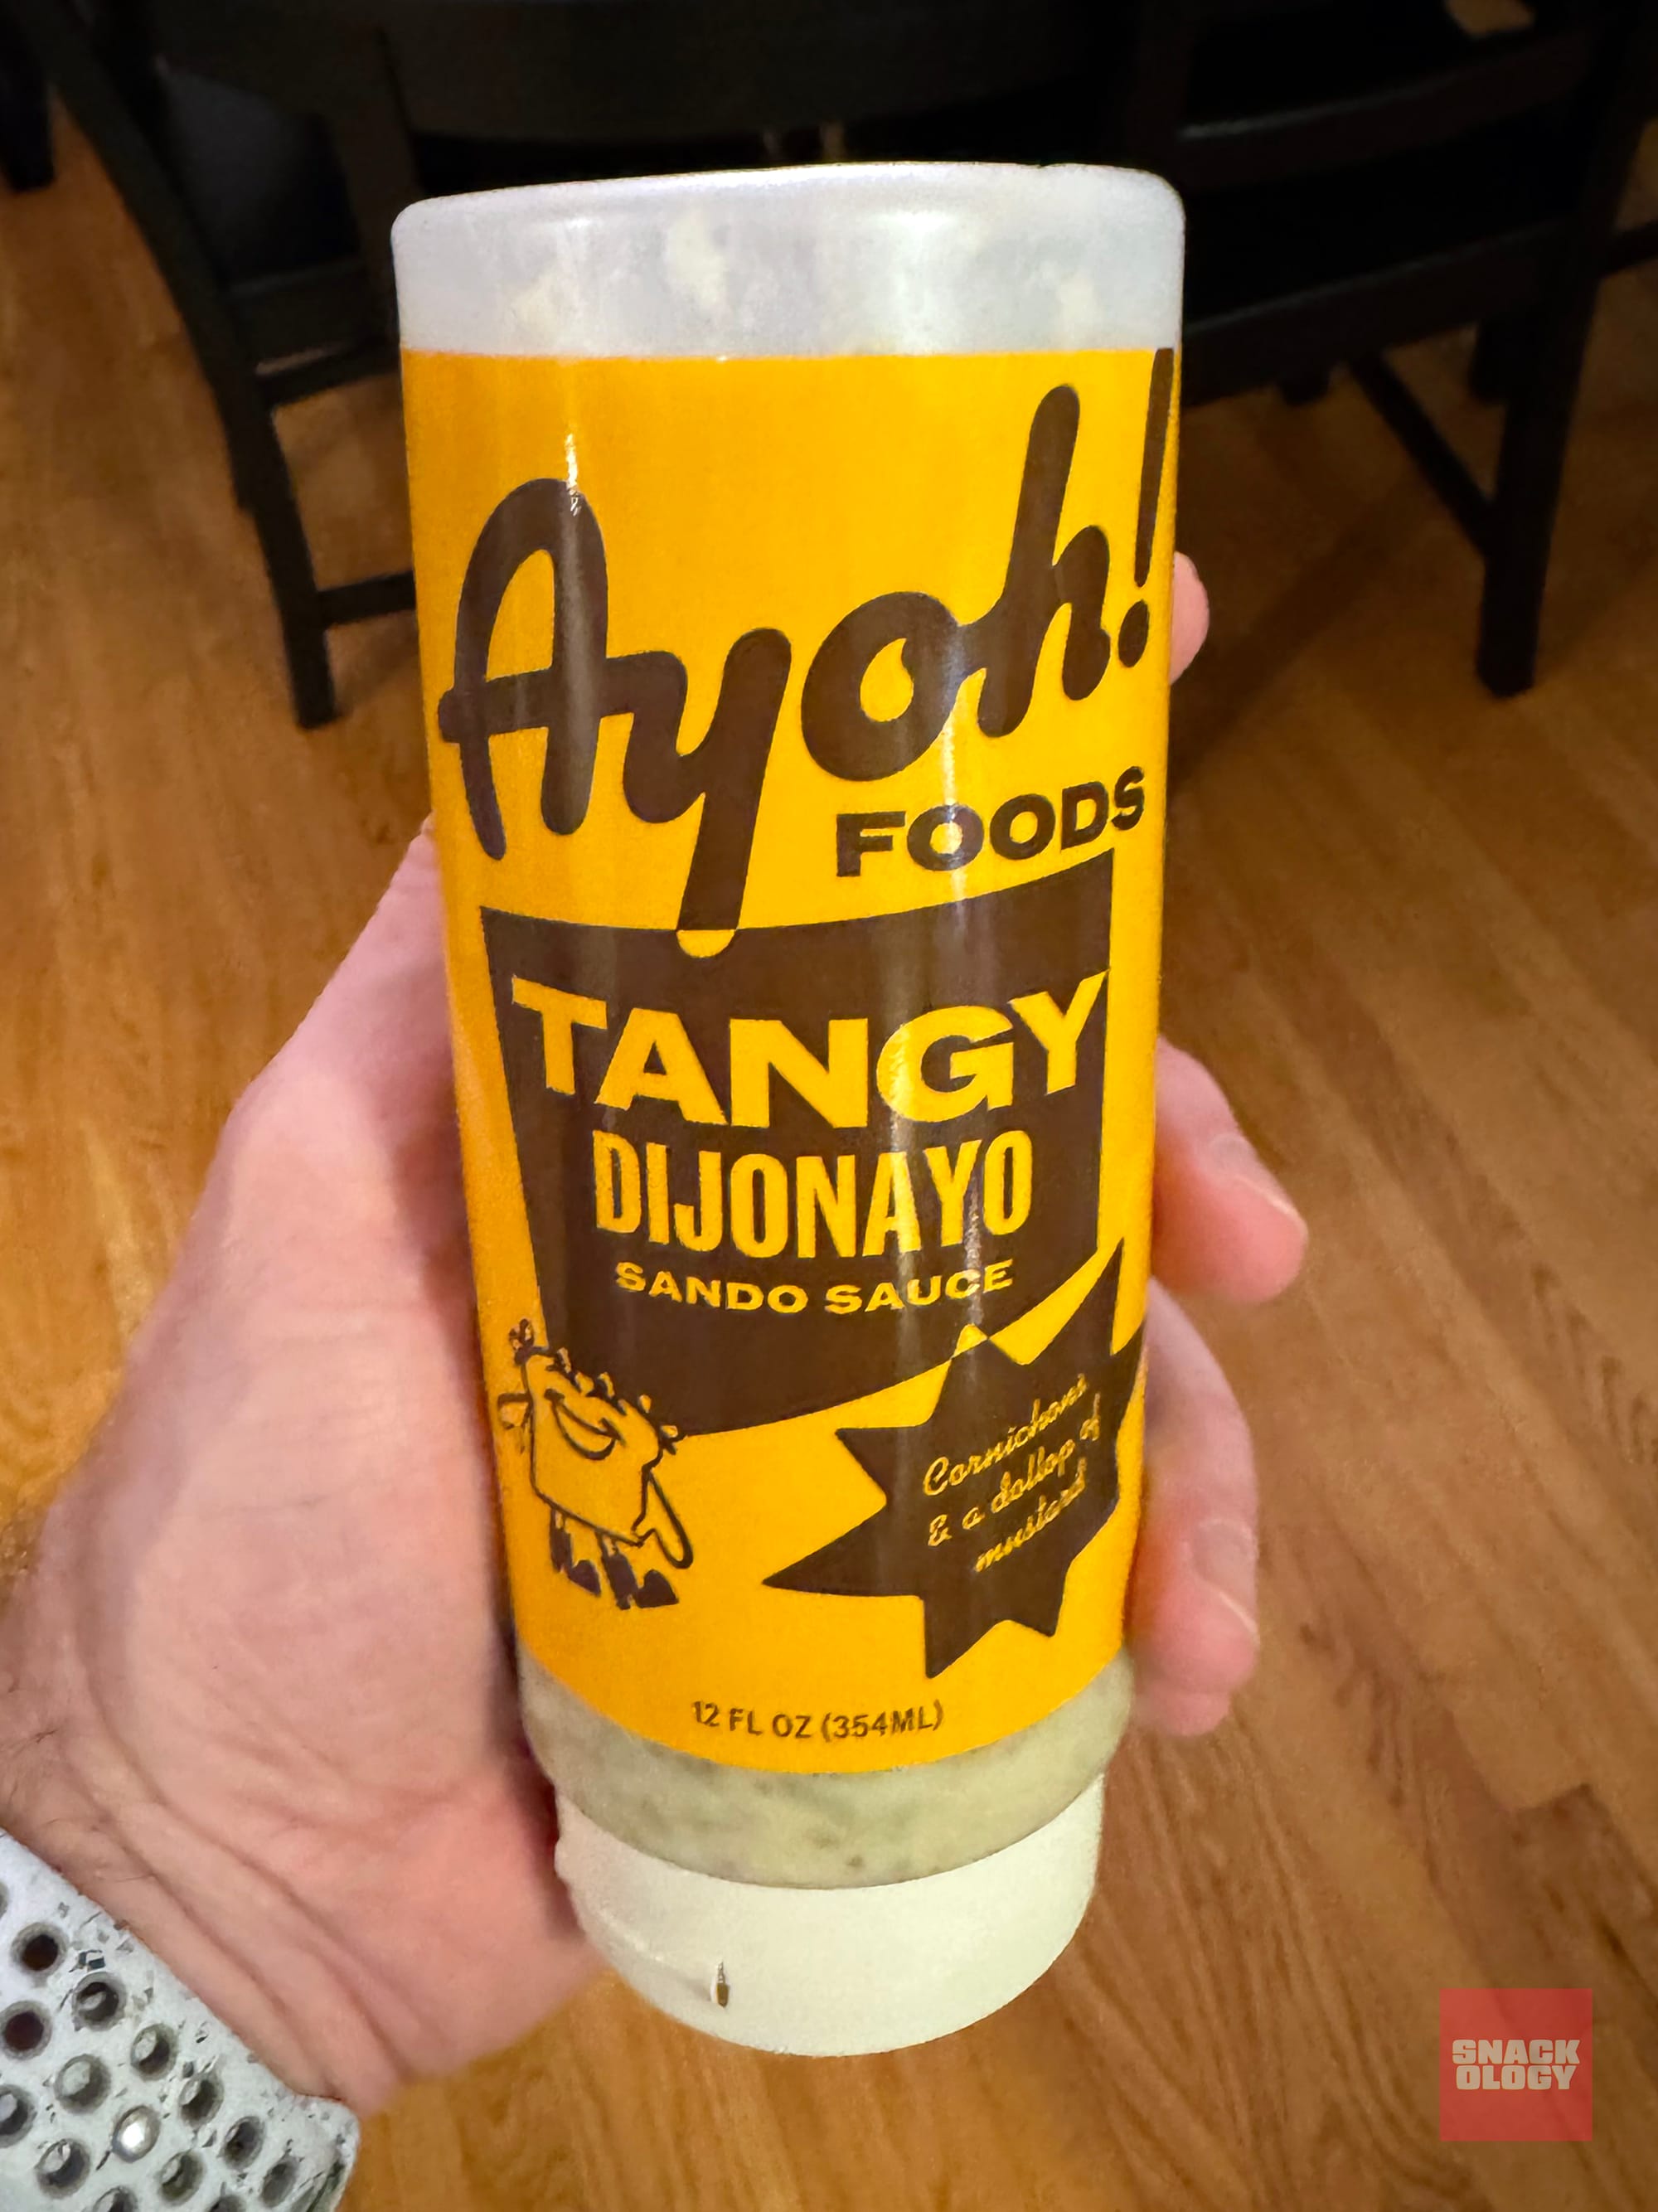 Ayoh!
FOODS
TANGY
DIJONAYO
SANDO SAUCE
Cornichons
& a dollop of
mustard
12 FL OZ (354ML)
SNACK
OLOGY